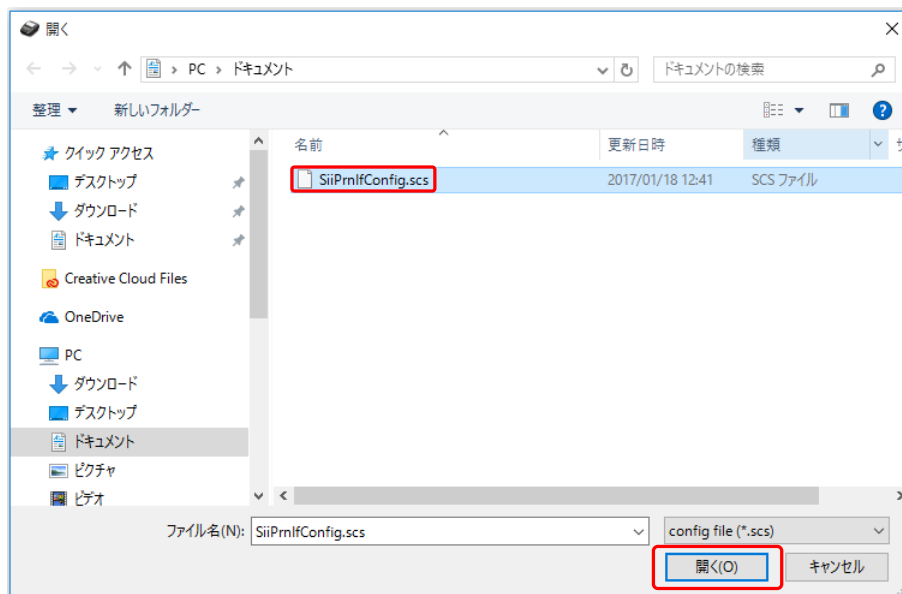 開く
PC › ドキュメント
ドキュメントの検索
整理
新しいフォルダー
名前
更新日時
種類
SiiPrnIfConfig.scs
2017/01/18 12:41
SCS ファイル
クイック アクセス
デスクトップ
ダウンロード
ドキュメント
Creative Cloud Files
OneDrive
PC
ダウンロード
デスクトップ
ドキュメント
ピクチャ
ビデオ
ファイル名(N):
SiiPrnIfConfig.scs
config file (*.scs)
開く(O)
キャンセル